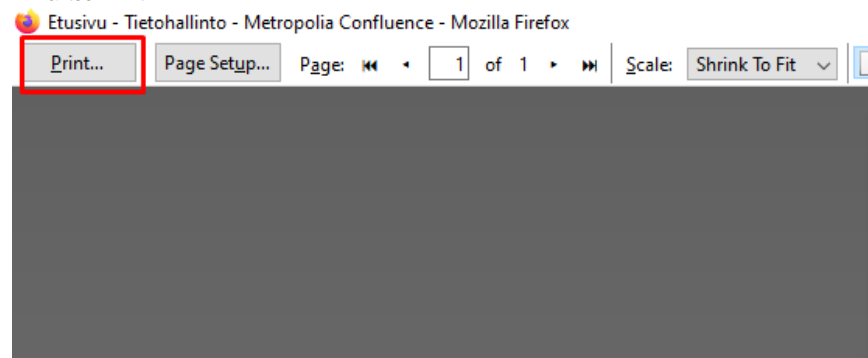 Etusivu - Tietohallinto - Metropolia Confluence - Mozilla Firefox
Print... Page Setup... Page: 1 of 1 Scale: Shrink To Fit